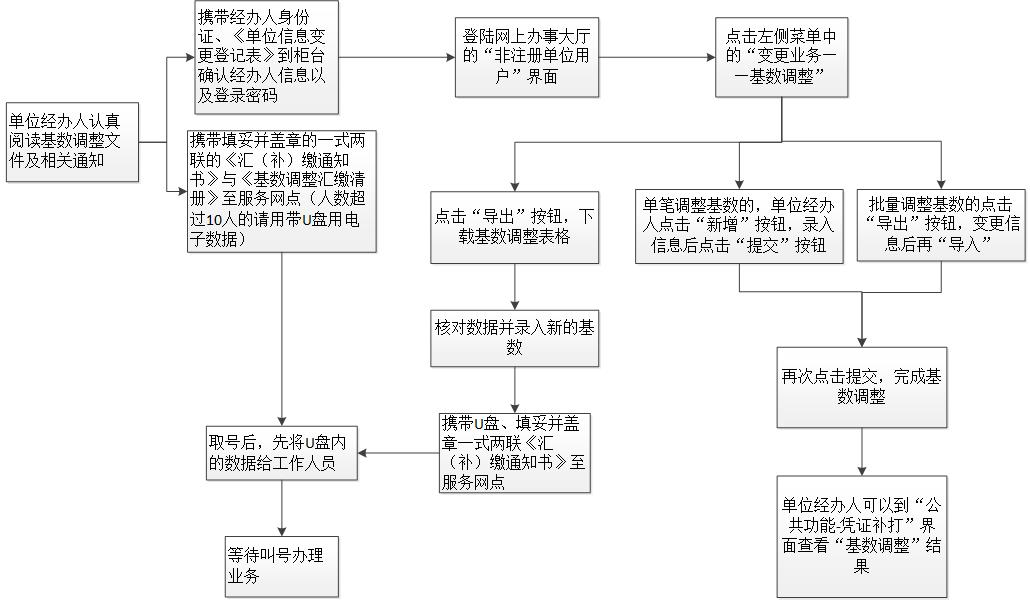 单位经办人认真
阅读基数调整文
件及相关通知
携带经办人身份
证、《单位信息变
更登记表》到柜台
确认经办人信息以
及登录密码
登陆网上办事大厅
的“非注册单位用
户”界面
点击左侧菜单中
的“变更业务—
—基数调整”
携带填妥并盖章的一式两
联的《汇（补）缴通知
书》与《基数调整汇缴清
册》至服务网点（人数超
过10人的请用带U盘用电
子数据）
点击“导出”按钮，下
载基数调整表格
单笔调整基数的，单位经办
人点击“新增”按钮，录入
信息后点击“提交”按钮
批量调整基数的点击
“导出”按钮，变更信
息后再“导入”
核对数据并录入新的基
数
再次点击提交，完成基
数调整
携带U盘、填妥并盖
章一式两联《汇
（补）缴通知书》至
服务网点
取号后，先将U盘内
的数据给工作人员
等待叫号办理
业务
单位经办人可以到“公
共功能-凭证补打”界
面查看“基数调整”结
果